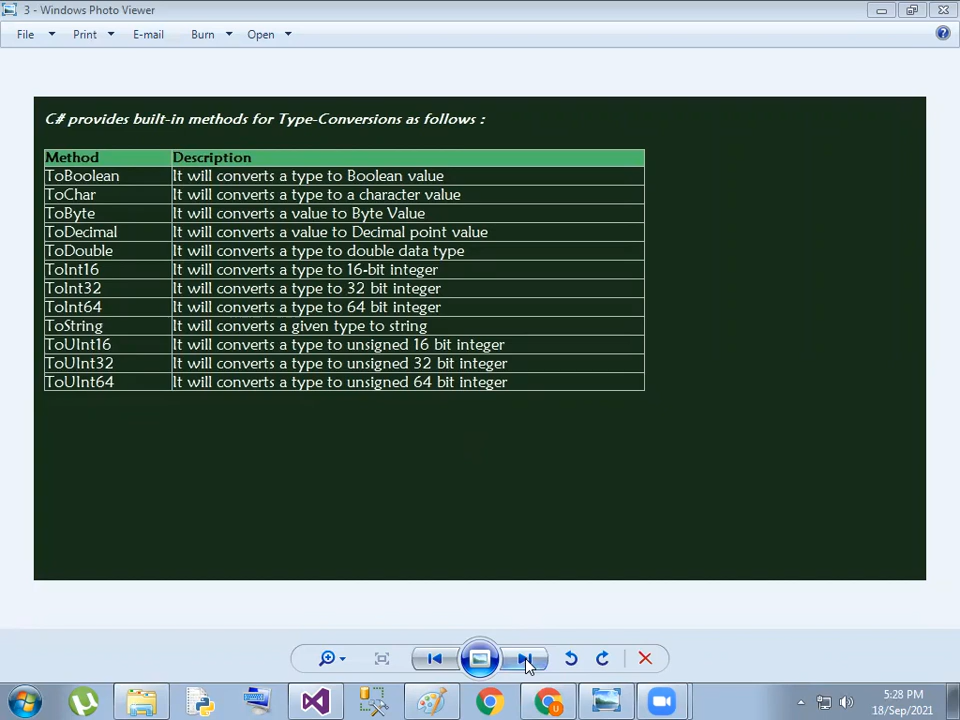 3 - Windows Photo Viewer
File Print E-mail Burn Open
C# provides built-in methods for Type-Conversions as follows :
Method Description
ToBoolean It will converts a type to Boolean value
ToChar It will converts a type to a character value
ToByte It will converts a value to Byte Value
ToDecimal It will converts a value to Decimal point value
ToDouble It will converts a type to double data type
ToInt16 It will converts a type to 16-bit integer
ToInt32 It will converts a type to 32 bit integer
ToInt64 It will converts a type to 64 bit integer
ToString It will converts a given type to string
ToUInt16 It will converts a type to unsigned 16 bit integer
ToUInt32 It will converts a type to unsigned 32 bit integer
ToUInt64 It will converts a type to unsigned 64 bit integer
5:28 PM
18/Sep/2021